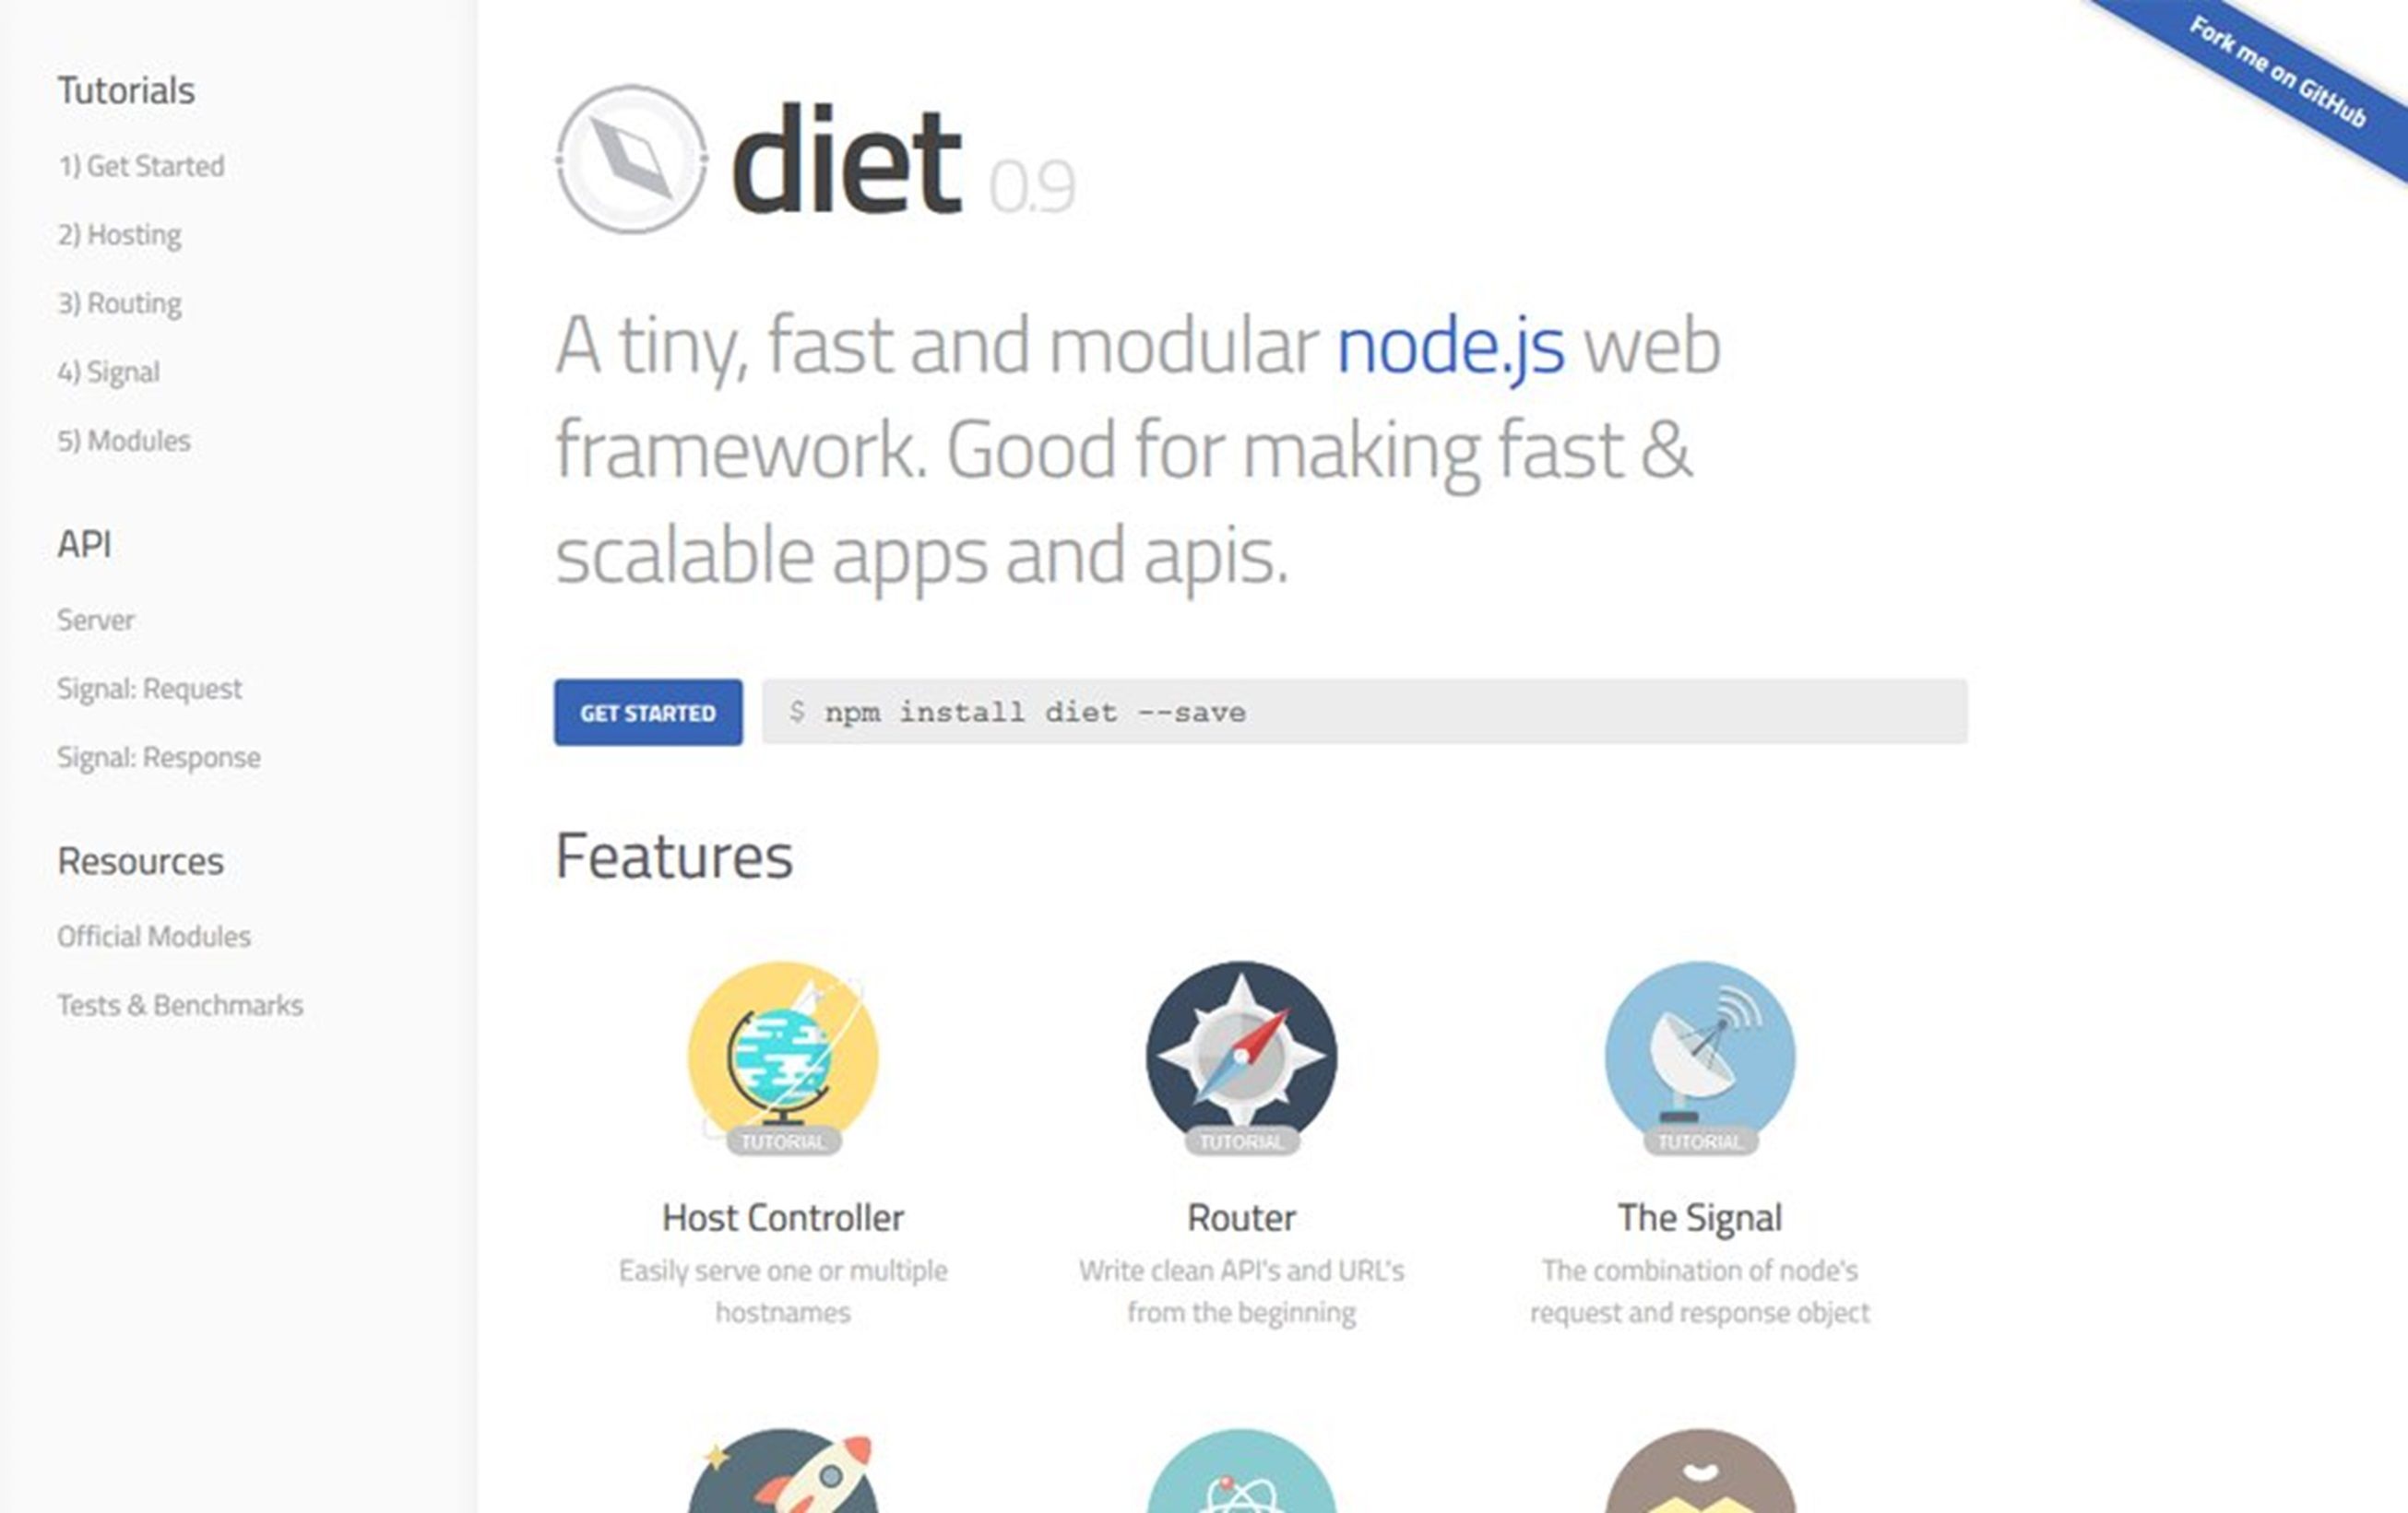 Tutorials
1) Get Started
2) Hosting
3) Routing
4) Signal
5) Modules
API
Server
Signal: Request
Signal: Response
Resources
Official Modules
Tests & Benchmarks
Fork me on GitHub
diet 0.9
A tiny, fast and modular node.js web
framework. Good for making fast &
scalable apps and apis.
GET STARTED
$ npm install diet --save
Features
TUTORIAL
Host Controller
Easily serve one or multiple
hostnames
TUTORIAL
Router
Write clean API's and URL's
from the beginning
TUTORIAL
The Signal
The combination of node's
request and response object